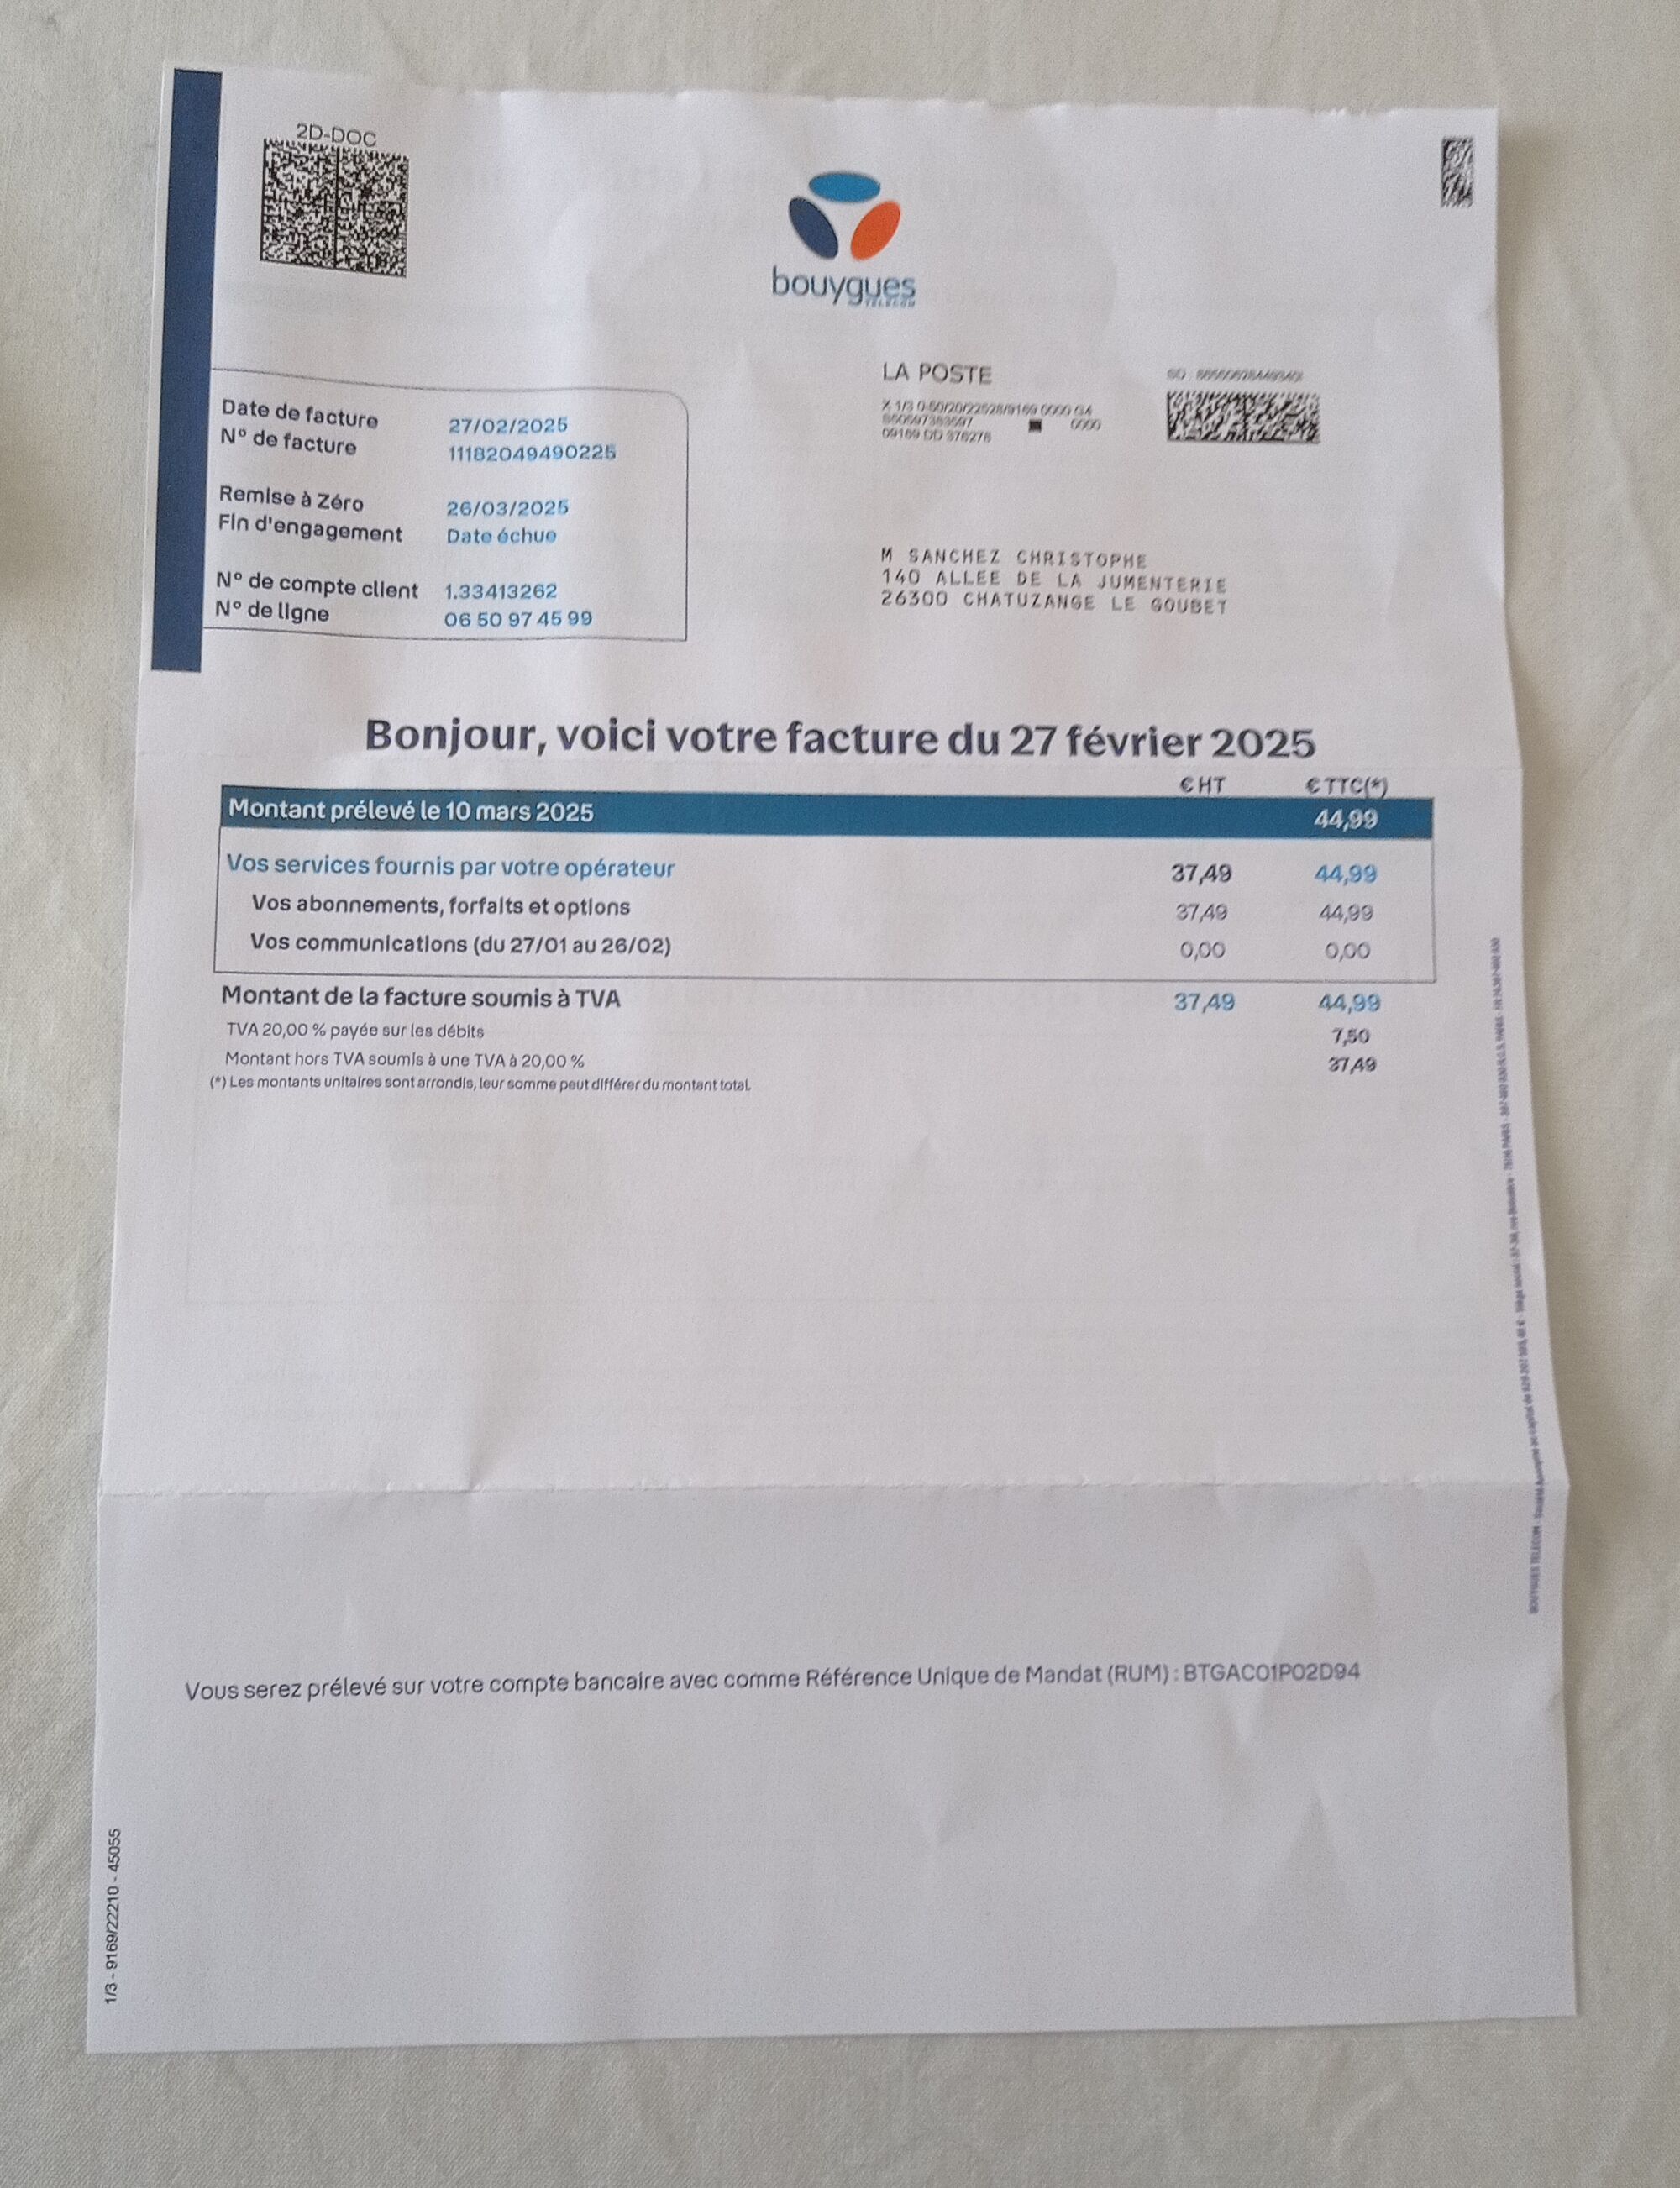 2D-DOC
bouygues
TELECOM
Date de facture 27/02/2025
N° de facture 11182049490225
Remise à Zéro 26/03/2025
Fin d'engagement Date échue
N° de compte client 1.33413262
N° de ligne 06 50 97 45 99
LA POSTE
0000
09169 DD 376278
M SANCHEZ CHRISTOPHE
140 ALLEE DE LA JUMENTERIE
26300 CHATUZANGE LE GOUBET
Bonjour, voici votre facture du 27 février 2025
€ HT € TTC(*)
Montant prélevé le 10 mars 2025 44,99
Vos services fournis par votre opérateur 37,49 44,99
Vos abonnements, forfaits et options 37,49 44,99
Vos communications (du 27/01 au 26/02) 0,00 0,00
Montant de la facture soumis à TVA 37,49 44,99
TVA 20,00 % payée sur les débits 7,50
Montant hors TVA soumis à une TVA à 20,00 % 37,49
(*) Les montants unitaires sont arrondis, leur somme peut différer du montant total.
Vous serez prélevé sur votre compte bancaire avec comme Référence Unique de Mandat (RUM) : BTGAC01P02D94
1/3 - 9169/22210 - 45055
BOUYGUES TELECOM